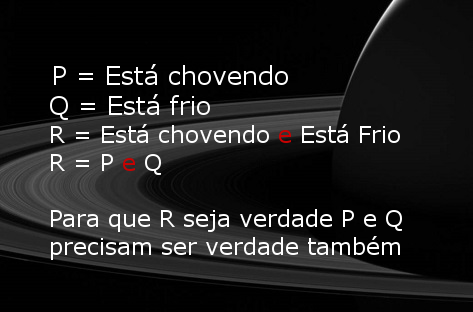 P = Está chovendo
Q = Está frio
R = Está chovendo e Está Frio
R = P e Q
Para que R seja verdade P e Q
precisam ser verdade também